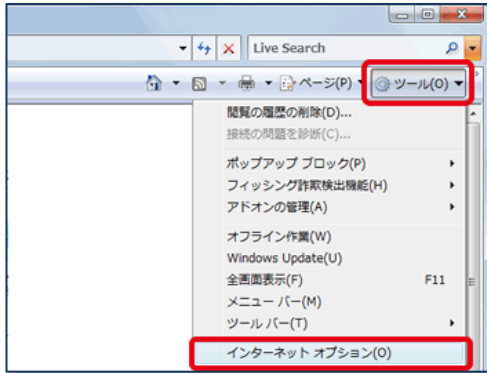 Live Search
ページ(P) ツール(O)
閲覧の履歴の削除(D)...
接続の問題を診断(C)...
ポップアップ ブロック(P)
フィッシング詐欺検出機能(H)
アドオンの管理(A)
オフライン作業(W)
Windows Update(U)
全画面表示(F) F11
メニュー バー(M)
ツール バー(T)
インターネット オプション(O)